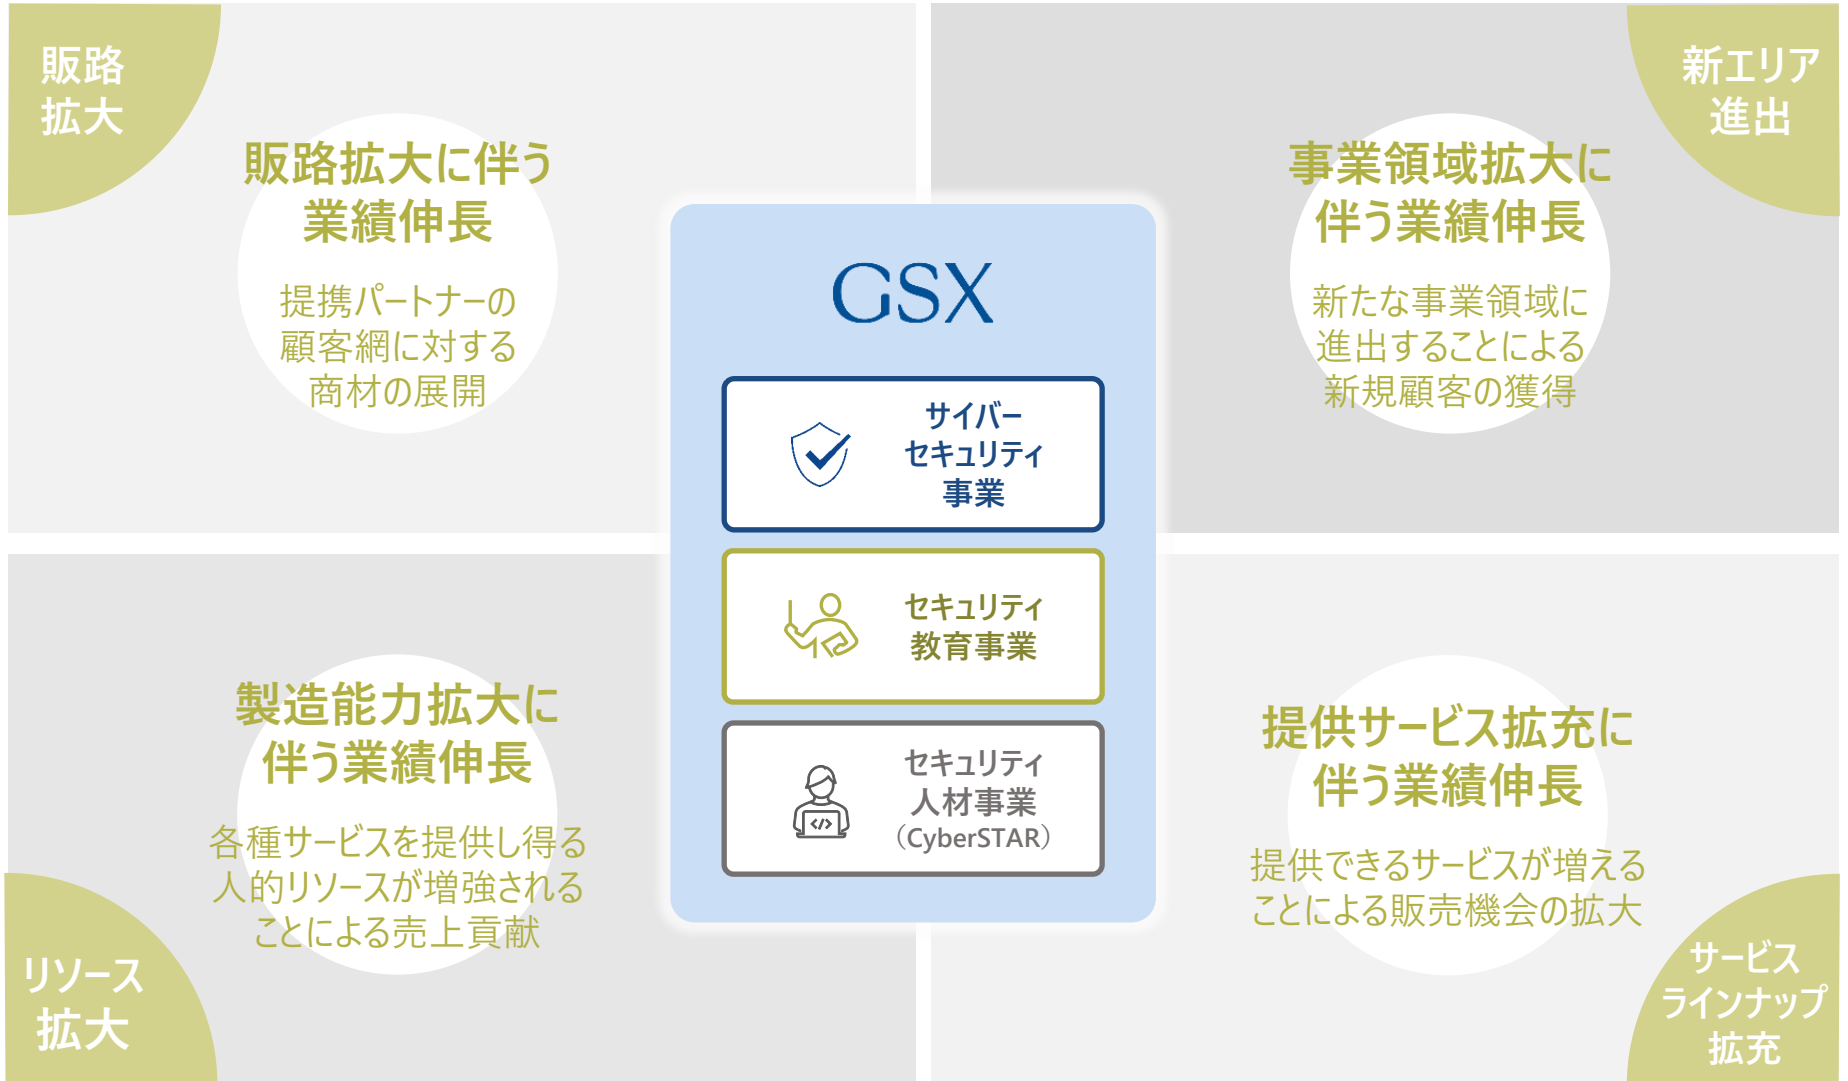 販路
拡大
販路拡大に伴う
業績伸長
提携パートナーの
顧客網に対する
商材の展開
新エリア
進出
事業領域拡大に
伴う業績伸長
新たな事業領域に
進出することによる
新規顧客の獲得
GSX
サイバー
セキュリティ
事業
セキュリティ
教育事業
セキュリティ
人材事業
（CyberSTAR）
製造能力拡大に
伴う業績伸長
各種サービスを提供し得る
人的リソースが増強される
ことによる売上貢献
リソース
拡大
提供サービス拡充に
伴う業績伸長
提供できるサービスが増える
ことによる販売機会の拡大
サービス
ラインナップ
拡充